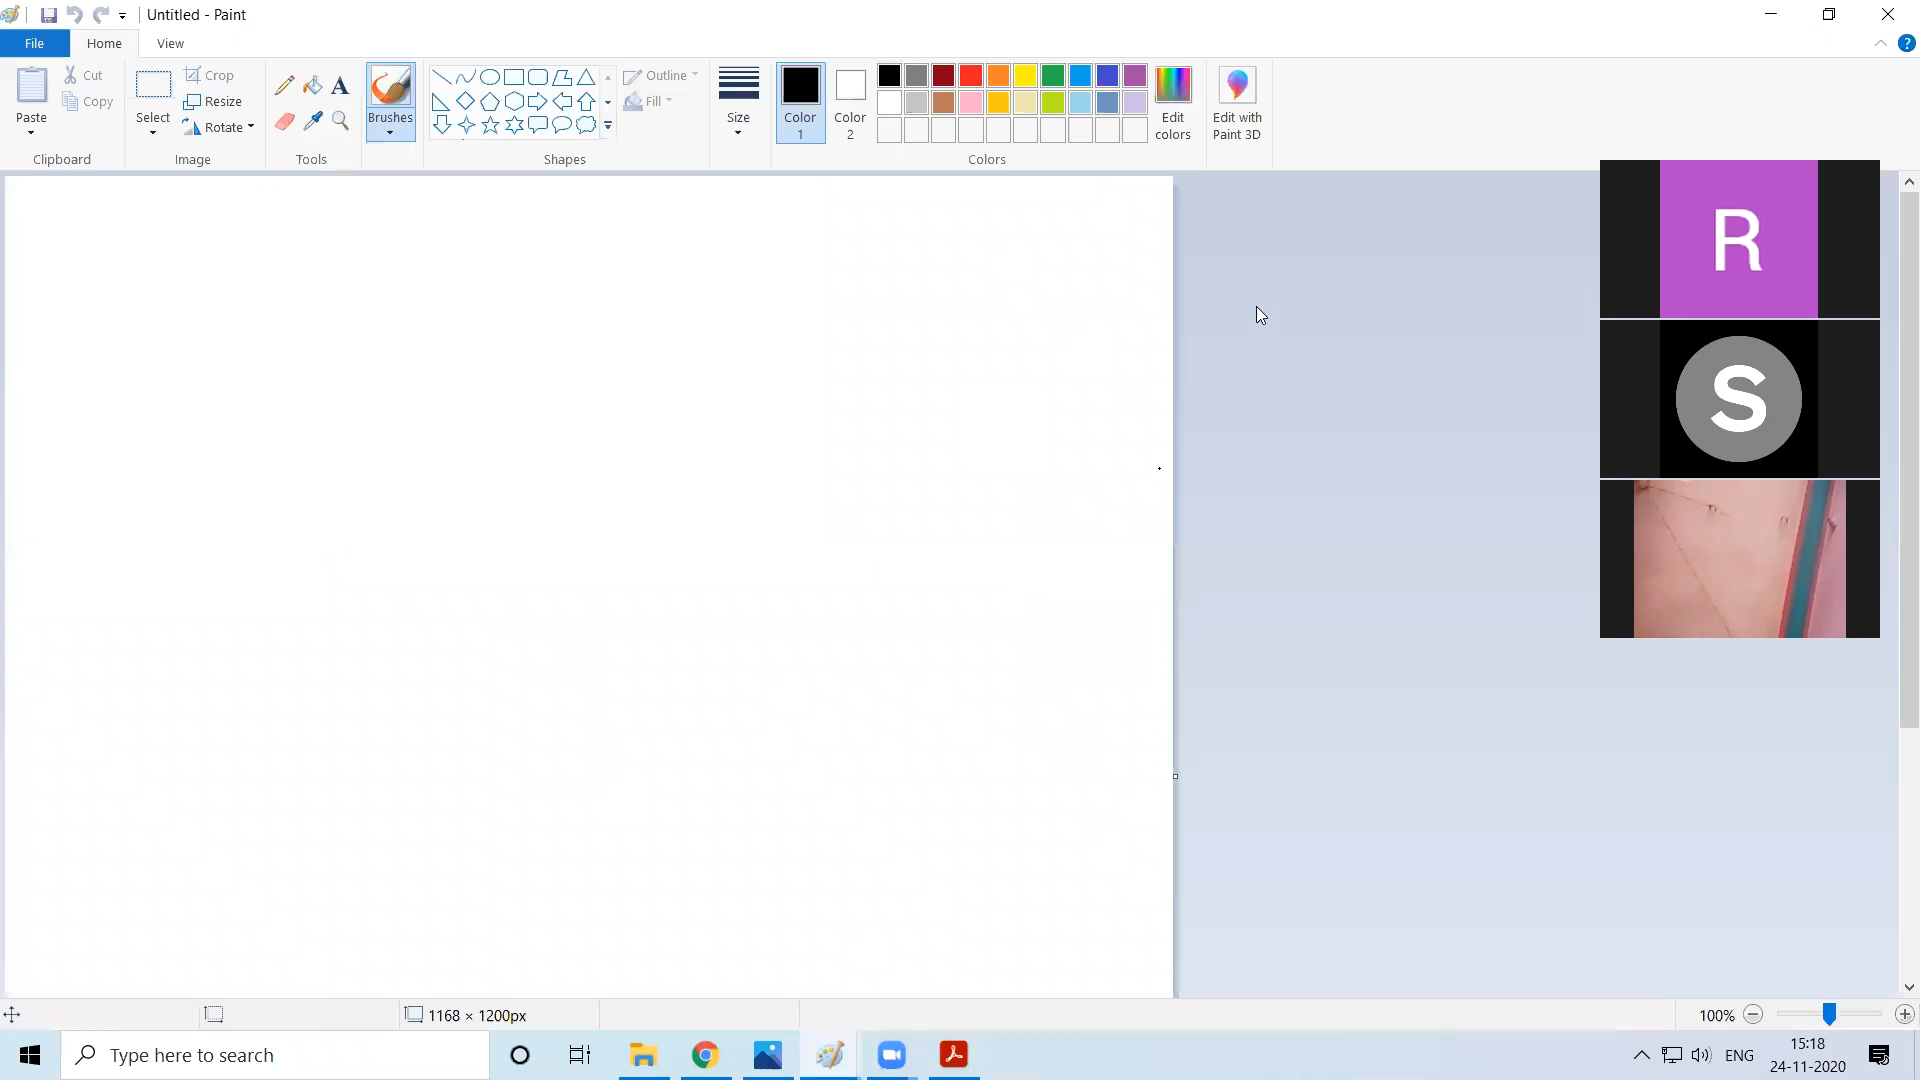 Untitled - Paint
File
Home
View
Paste
Cut
Copy
Clipboard
Select
Crop
Resize
Rotate
Image
Tools
Brushes
Shapes
Outline
Fill
Size
Color
1
Color
2
Colors
Edit
colors
Edit with
Paint 3D
R
S
1168 × 1200px
100%
Type here to search
ENG
15:18
24-11-2020